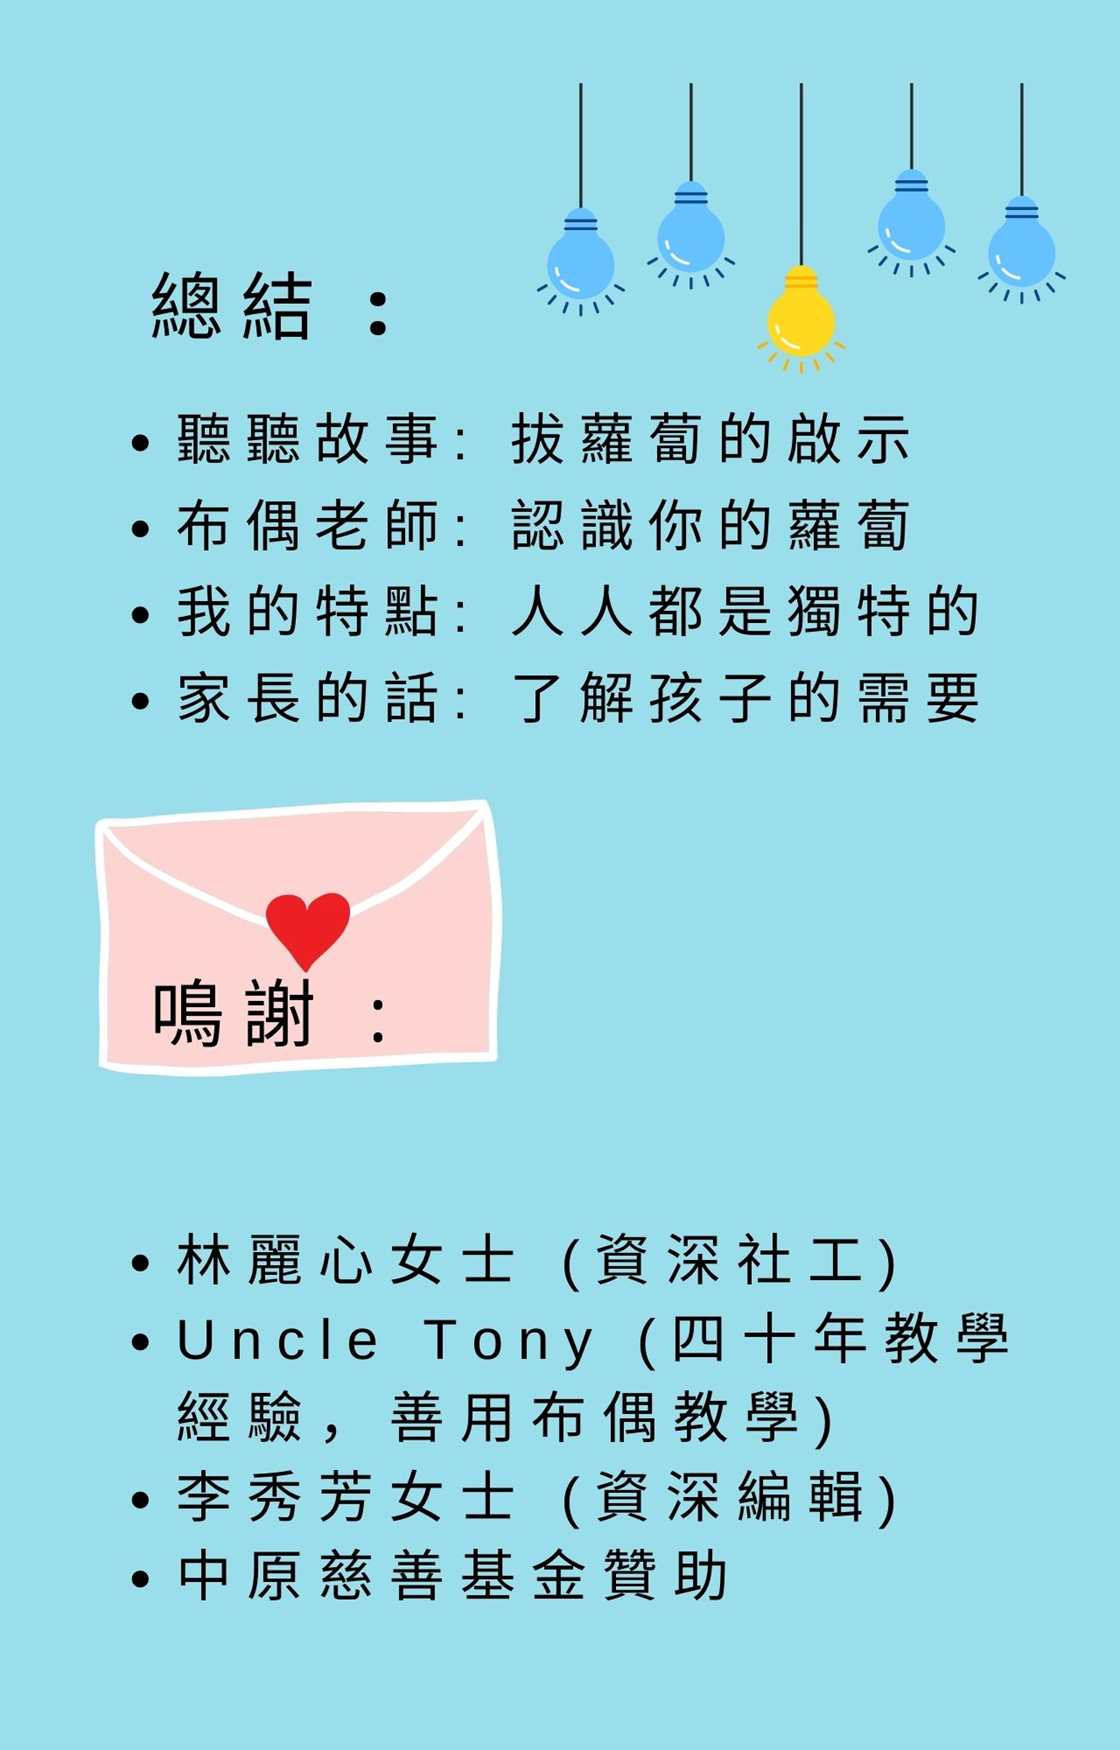 總結：
• 聽聽故事: 拔蘿蔔的啟示
• 布偶老師: 認識你的蘿蔔
• 我的特點: 人人都是獨特的
• 家長的話: 了解孩子的需要
鳴謝：
• 林麗心女士 (資深社工)
• Uncle Tony (四十年教學
經驗，善用布偶教學)
• 李秀芳女士 (資深編輯)
• 中原慈善基金贊助